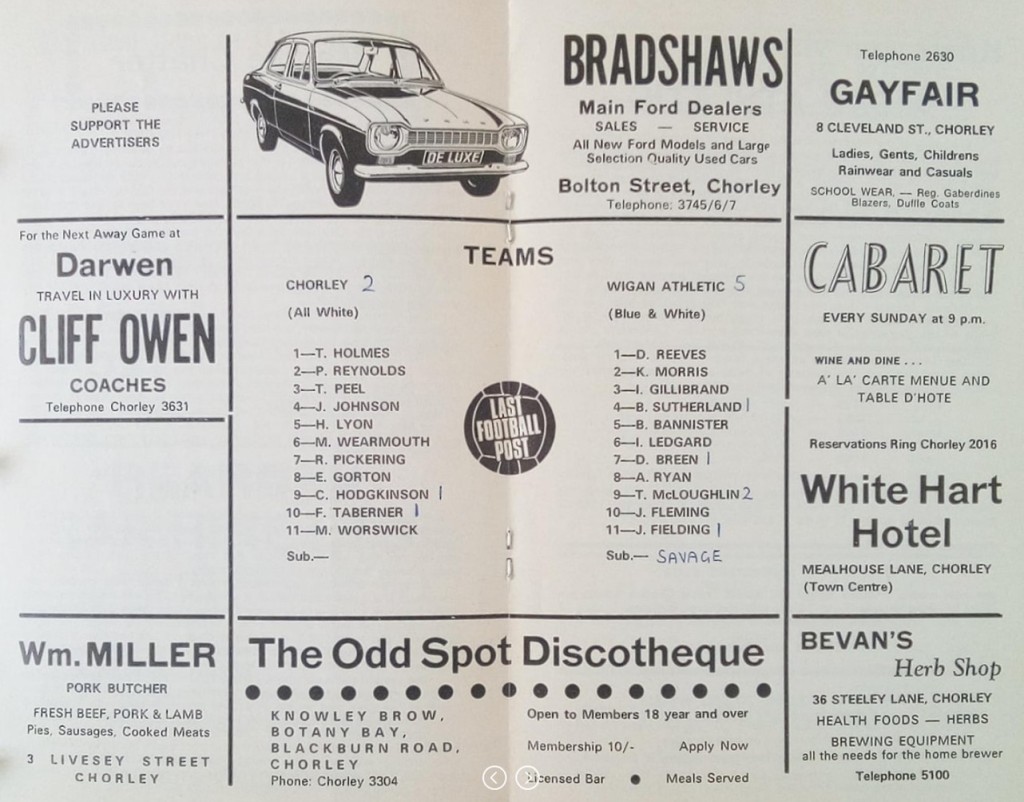 PLEASE
SUPPORT THE
ADVERTISERS
DE LUXE
BRADSHAWS
Main Ford Dealers
SALES — SERVICE
All New Ford Models and Large
Selection Quality Used Cars
Bolton Street, Chorley
Telephone: 3745/6/7
Telephone 2630
GAYFAIR
8 CLEVELAND ST., CHORLEY
Ladies, Gents, Childrens
Rainwear and Casuals
SCHOOL WEAR. — Reg. Gaberdines
Blazers, Duffle Coats
For the Next Away Game at
Darwen
TRAVEL IN LUXURY WITH
CLIFF OWEN
COACHES
Telephone Chorley 3631
TEAMS
CHORLEY 2
(All White)
1—T. HOLMES
2—P. REYNOLDS
3—T. PEEL
4—J. JOHNSON
5—H. LYON
6—M. WEARMOUTH
7—R. PICKERING
8—E. GORTON
9—C. HODGKINSON 1
10—F. TABERNER 1
11—M. WORSWICK
Sub.—
LAST
FOOTBALL
POST
WIGAN ATHLETIC 5
(Blue & White)
1—D. REEVES
2—K. MORRIS
3—I. GILLIBRAND
4—B. SUTHERLAND 1
5—B. BANNISTER
6—I. LEDGARD
7—D. BREEN 1
8—A. RYAN
9—T. McLOUGHLIN 2
10—J. FLEMING
11—J. FIELDING 1
Sub.— SAVAGE
CABARET
EVERY SUNDAY at 9 p.m.
WINE AND DINE . . .
A' LA' CARTE MENUE AND
TABLE D'HOTE
Reservations Ring Chorley 2016
White Hart
Hotel
MEALHOUSE LANE, CHORLEY
(Town Centre)
Wm. MILLER
PORK BUTCHER
FRESH BEEF, PORK & LAMB
Pies, Sausages, Cooked Meats
3 LIVESEY STREET
CHORLEY
The Odd Spot Discotheque
KNOWLEY BROW,
BOTANY BAY,
BLACKBURN ROAD,
CHORLEY
Phone: Chorley 3304
Open to Members 18 year and over
Membership 10/- Apply Now
Licensed Bar ● Meals Served
BEVAN'S
Herb Shop
36 STEELEY LANE, CHORLEY
HEALTH FOODS — HERBS
BREWING EQUIPMENT
all the needs for the home brewer
Telephone 5100